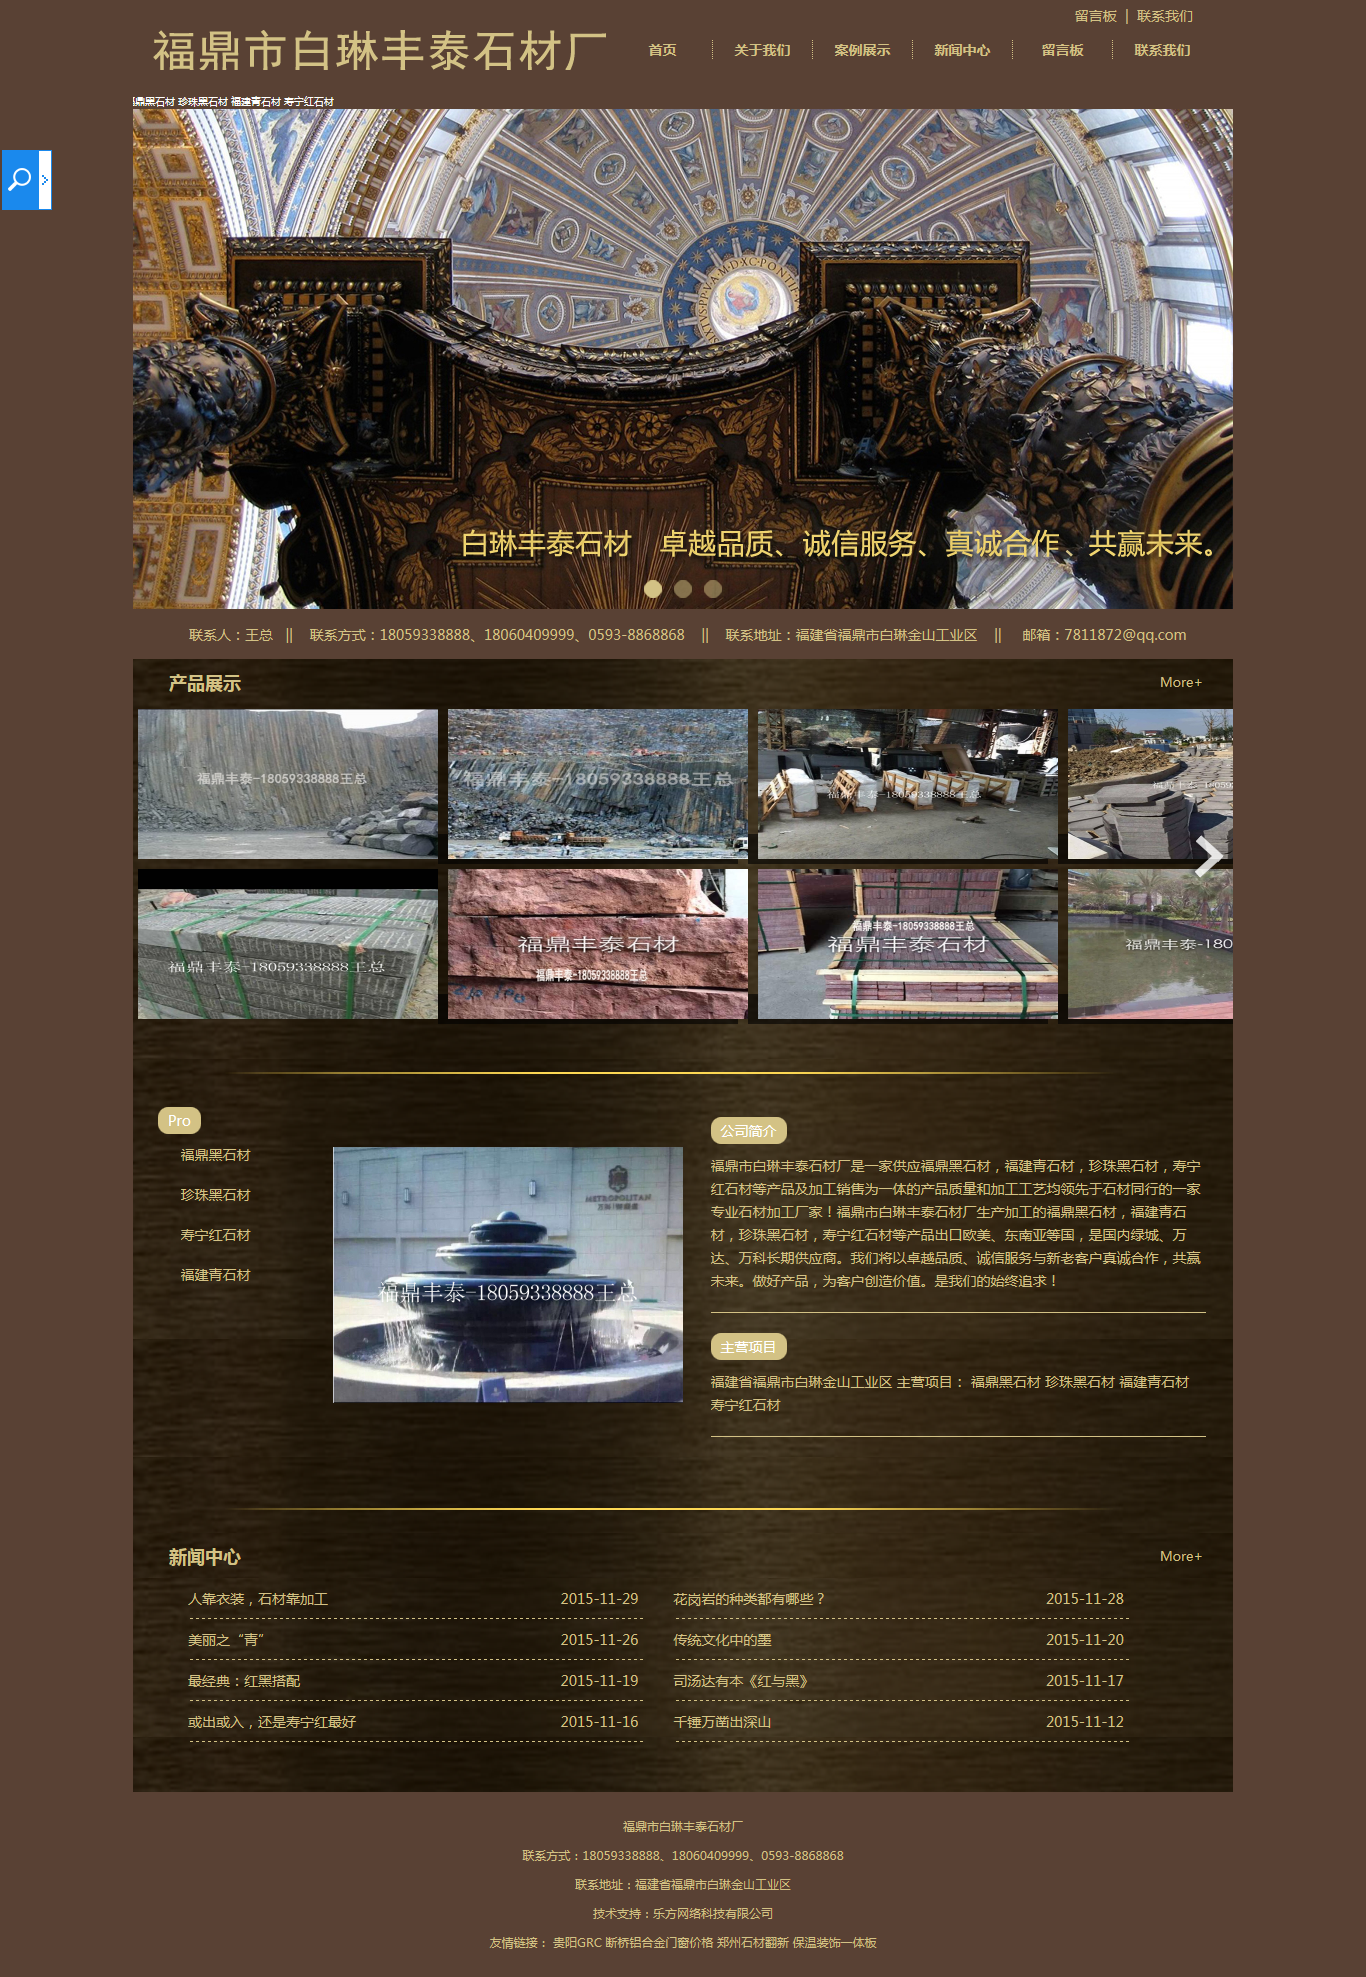 留言板 | 联系我们
福鼎市白琳丰泰石材厂
首页 关于我们 案例展示 新闻中心 留言板 联系我们
鼎黑石材 珍珠黑石材 福建青石材 寿宁红石材
白琳丰泰石材 卓越品质、诚信服务、真诚合作、共赢未来。
联系人：王总 || 联系方式：18059338888、18060409999、0593-8868868 || 联系地址：福建省福鼎市白琳金山工业区 || 邮箱：7811872@qq.com
产品展示 More+
福鼎丰泰-18059338888王总
福鼎丰泰-18059338888王总
福鼎丰泰-18059338888王总
福鼎丰泰-18059338888王总
福鼎丰泰石材
福鼎丰泰-18059338888王总
福鼎丰泰-18059338888王总
福鼎丰泰石材
福鼎丰泰-180
Pro
福鼎黑石材
珍珠黑石材
寿宁红石材
福建青石材
METROPOLITAN
福鼎丰泰-18059338888王总
公司简介
福鼎市白琳丰泰石材厂是一家供应福鼎黑石材，福建青石材，珍珠黑石材，寿宁
红石材等产品及加工销售为一体的产品质量和加工工艺均领先于石材同行的一家
专业石材加工厂家！福鼎市白琳丰泰石材厂生产加工的福鼎黑石材，福建青石
材，珍珠黑石材，寿宁红石材等产品出口欧美、东南亚等国，是国内绿城、万
达、万科长期供应商。我们将以卓越品质、诚信服务与新老客户真诚合作，共赢
未来。做好产品，为客户创造价值。是我们的始终追求！
主营项目
福建省福鼎市白琳金山工业区 主营项目： 福鼎黑石材 珍珠黑石材 福建青石材
寿宁红石材
新闻中心 More+
人靠衣装，石材靠加工 2015-11-29 花岗岩的种类都有哪些？ 2015-11-28
美丽之“青” 2015-11-26 传统文化中的墨 2015-11-20
最经典：红黑搭配 2015-11-19 司汤达有本《红与黑》 2015-11-17
或出或入，还是寿宁红最好 2015-11-16 千锤万凿出深山 2015-11-12
福鼎市白琳丰泰石材厂
联系方式：18059338888、18060409999、0593-8868868
联系地址：福建省福鼎市白琳金山工业区
技术支持：乐方网络科技有限公司
友情链接： 贵阳GRC 断桥铝合金门窗价格 郑州石材翻新 保温装饰一体板